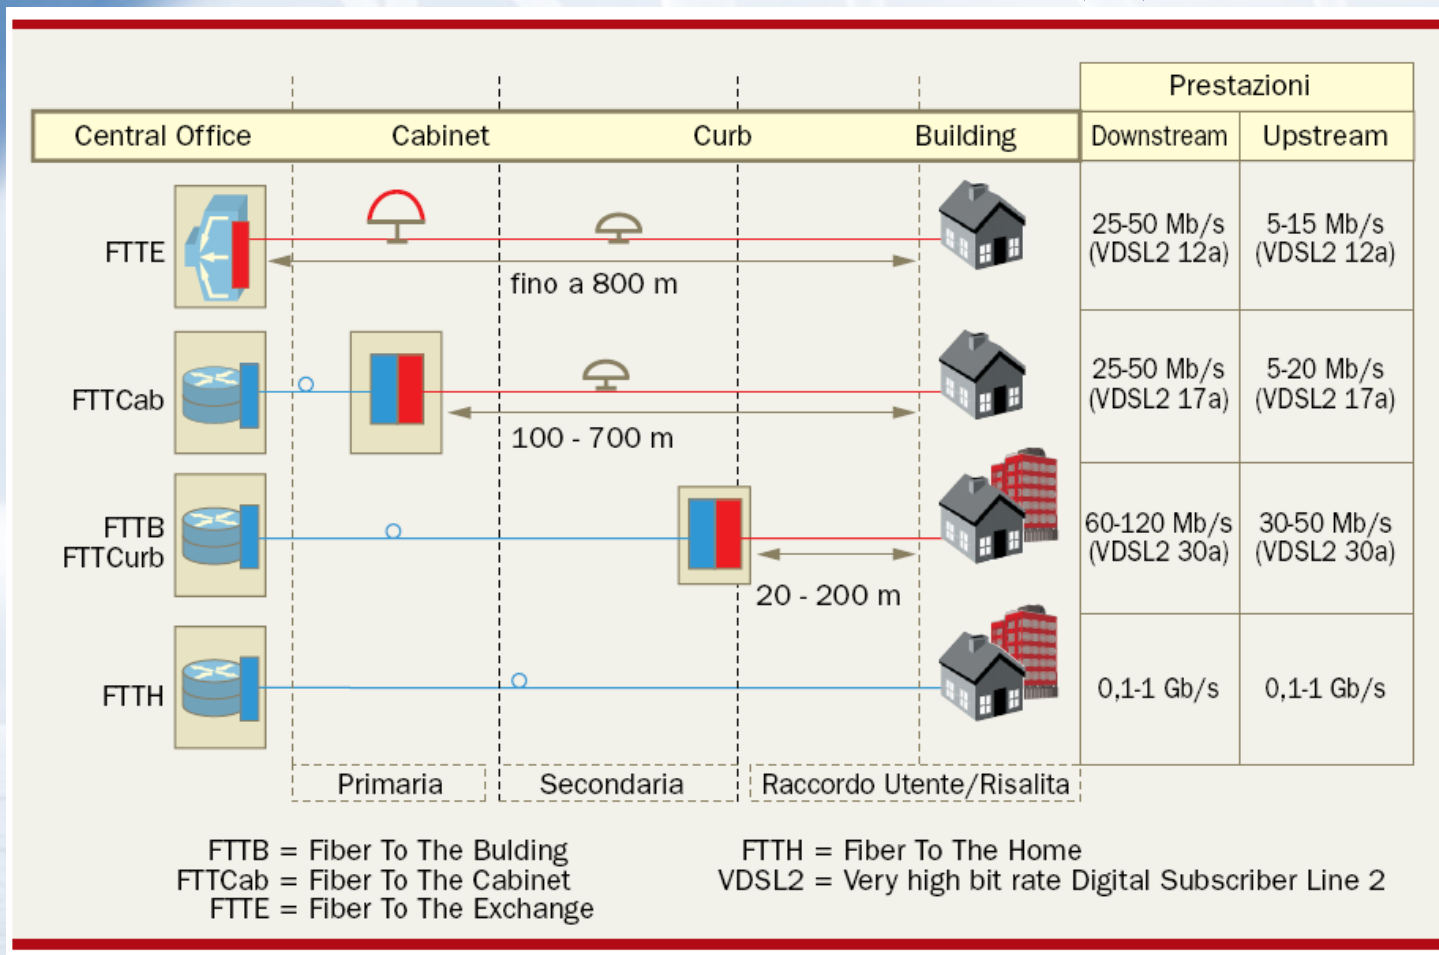 Prestazioni
Central Office Cabinet Curb Building Downstream Upstream
FTTE
25-50 Mb/s
(VDSL2 12a)
5-15 Mb/s
(VDSL2 12a)
fino a 800 m
FTTCab
25-50 Mb/s
(VDSL2 17a)
5-20 Mb/s
(VDSL2 17a)
100 - 700 m
FTTB
FTTCurb
60-120 Mb/s
(VDSL2 30a)
30-50 Mb/s
(VDSL2 30a)
20 - 200 m
FTTH
0,1-1 Gb/s
0,1-1 Gb/s
Primaria
Secondaria
Raccordo Utente/Risalita
FTTB = Fiber To The Bulding
FTTCab = Fiber To The Cabinet
FTTE = Fiber To The Exchange
FTTH = Fiber To The Home
VDSL2 = Very high bit rate Digital Subscriber Line 2